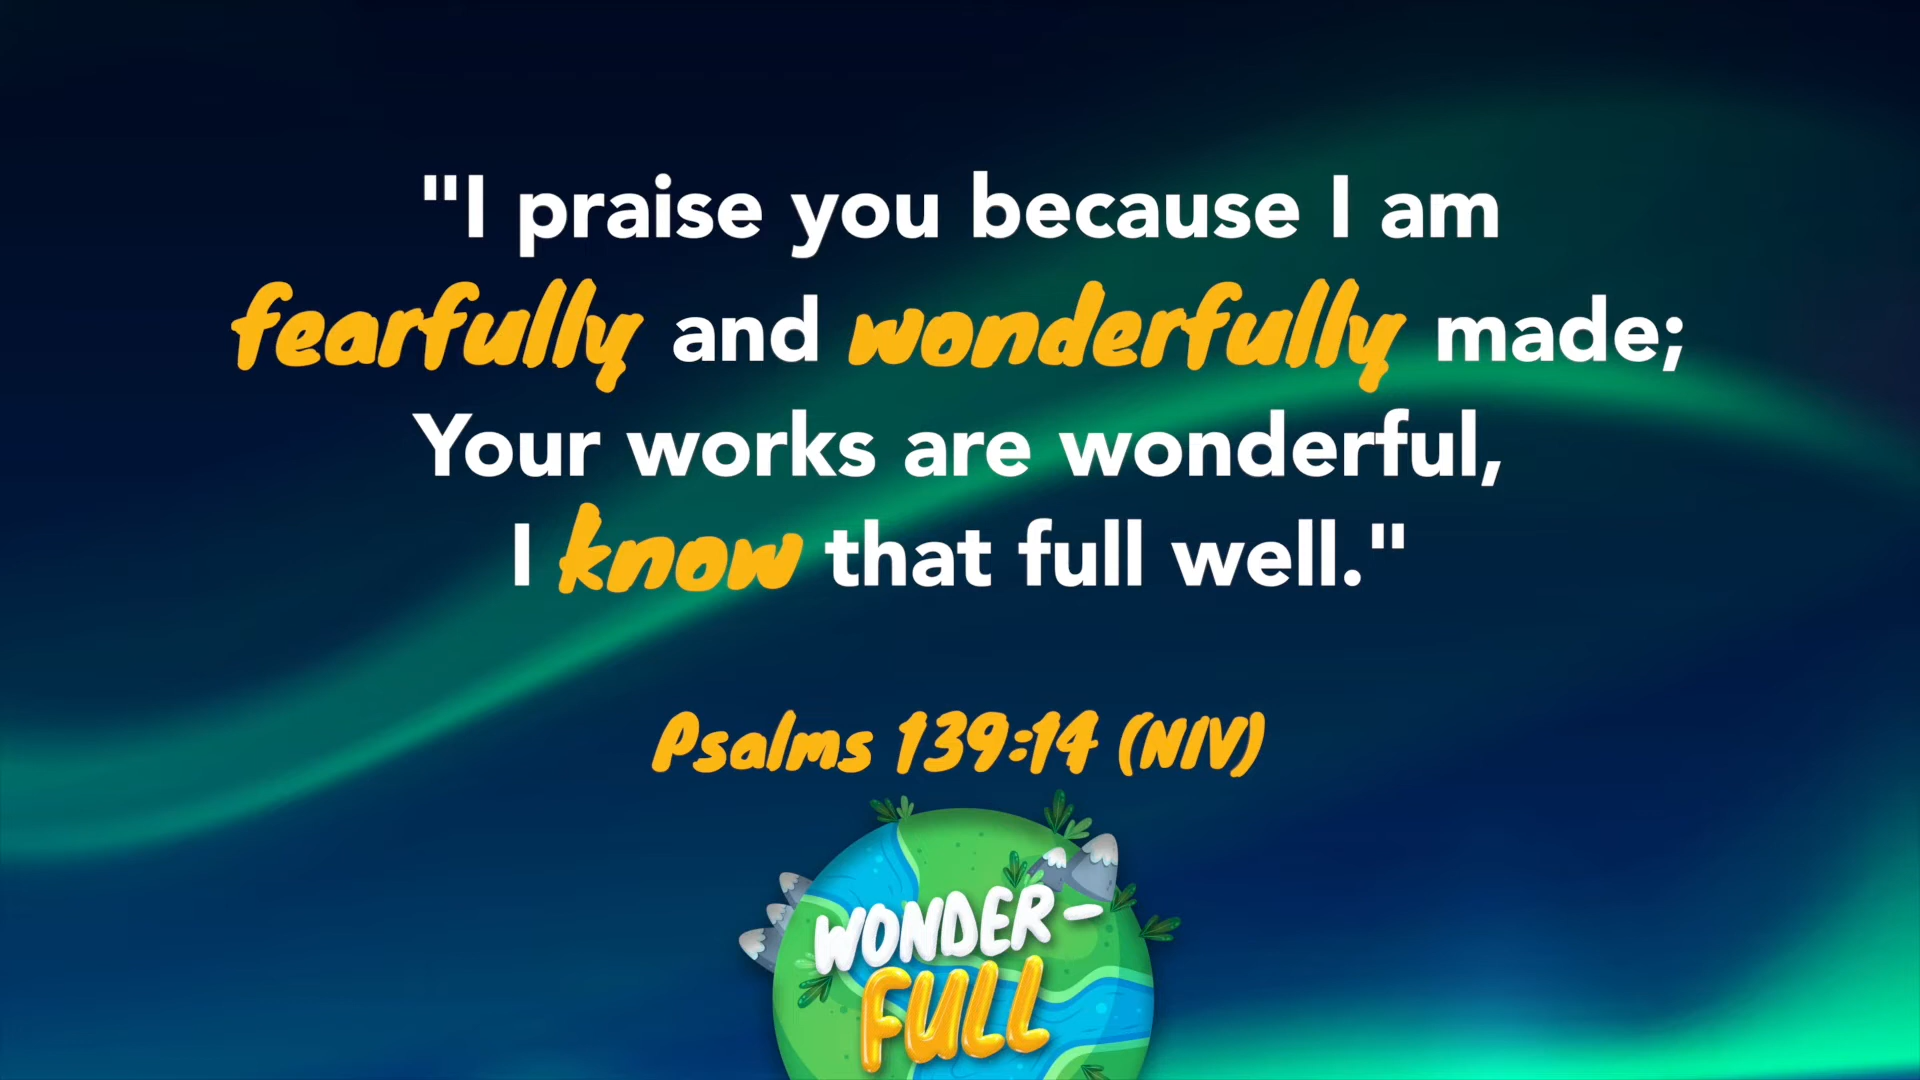 "I praise you because I am
fearfully and wonderfully made;
Your works are wonderful,
I know that full well."
Psalms 139:14 (NIV)
WONDER-
FULL